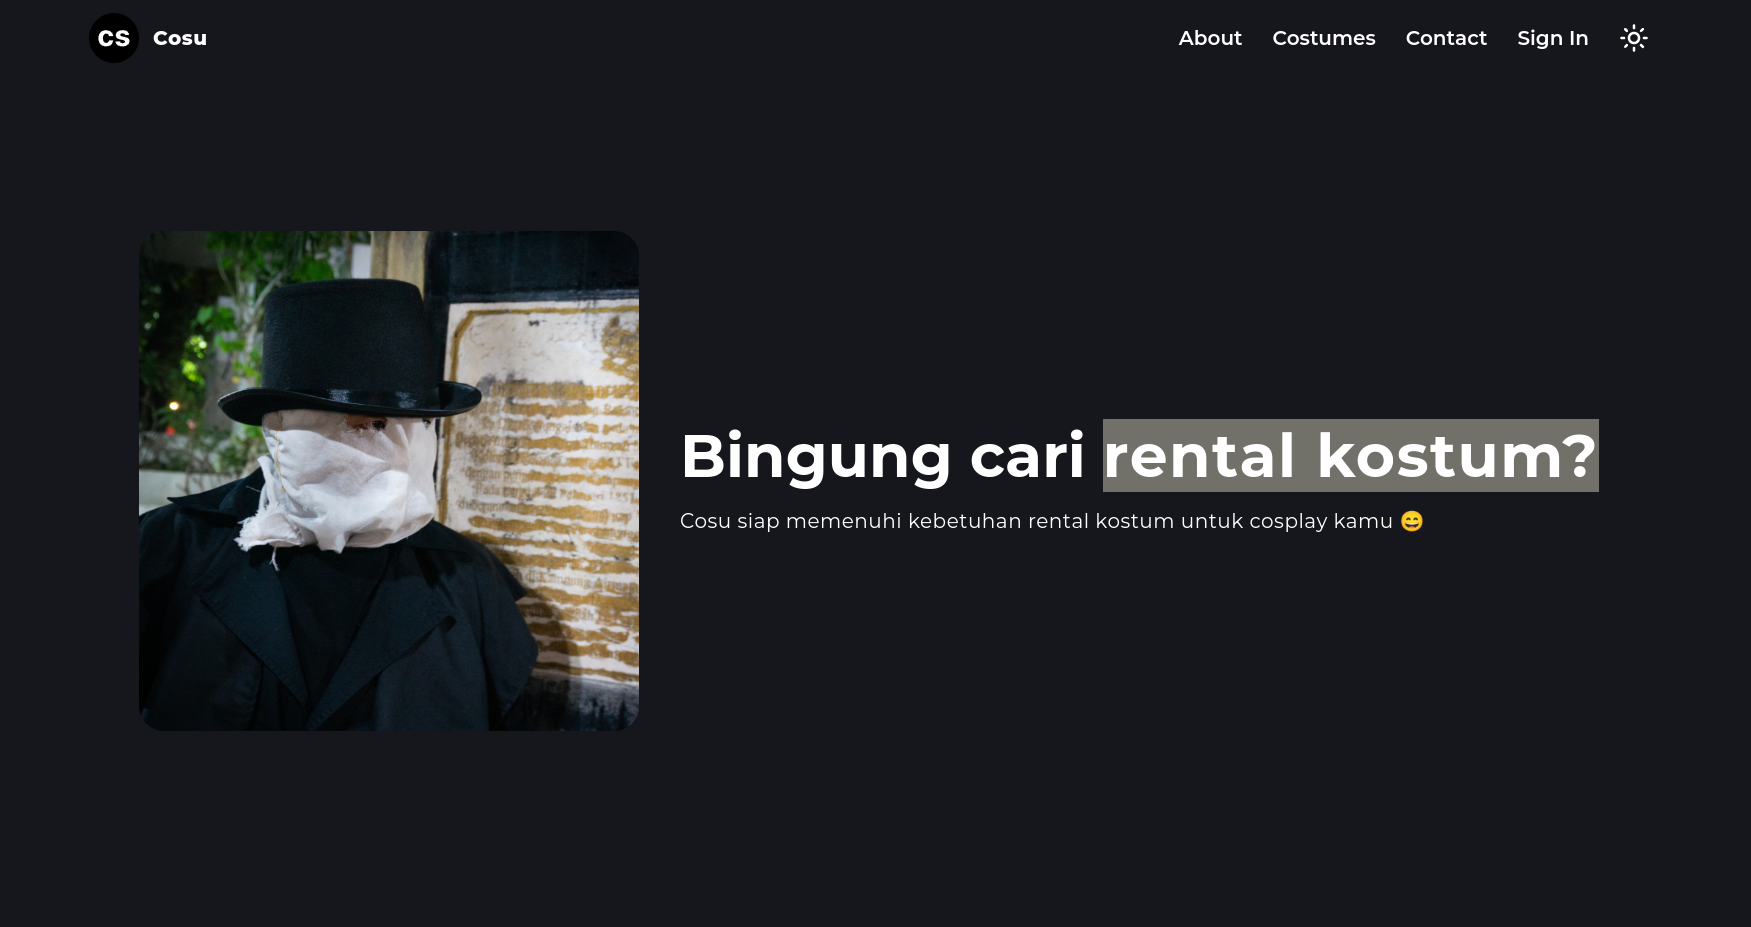 CS Cosu About Costumes Contact Sign In
Bingung cari rental kostum?
Cosu siap memenuhi kebetuhan rental kostum untuk cosplay kamu 😄